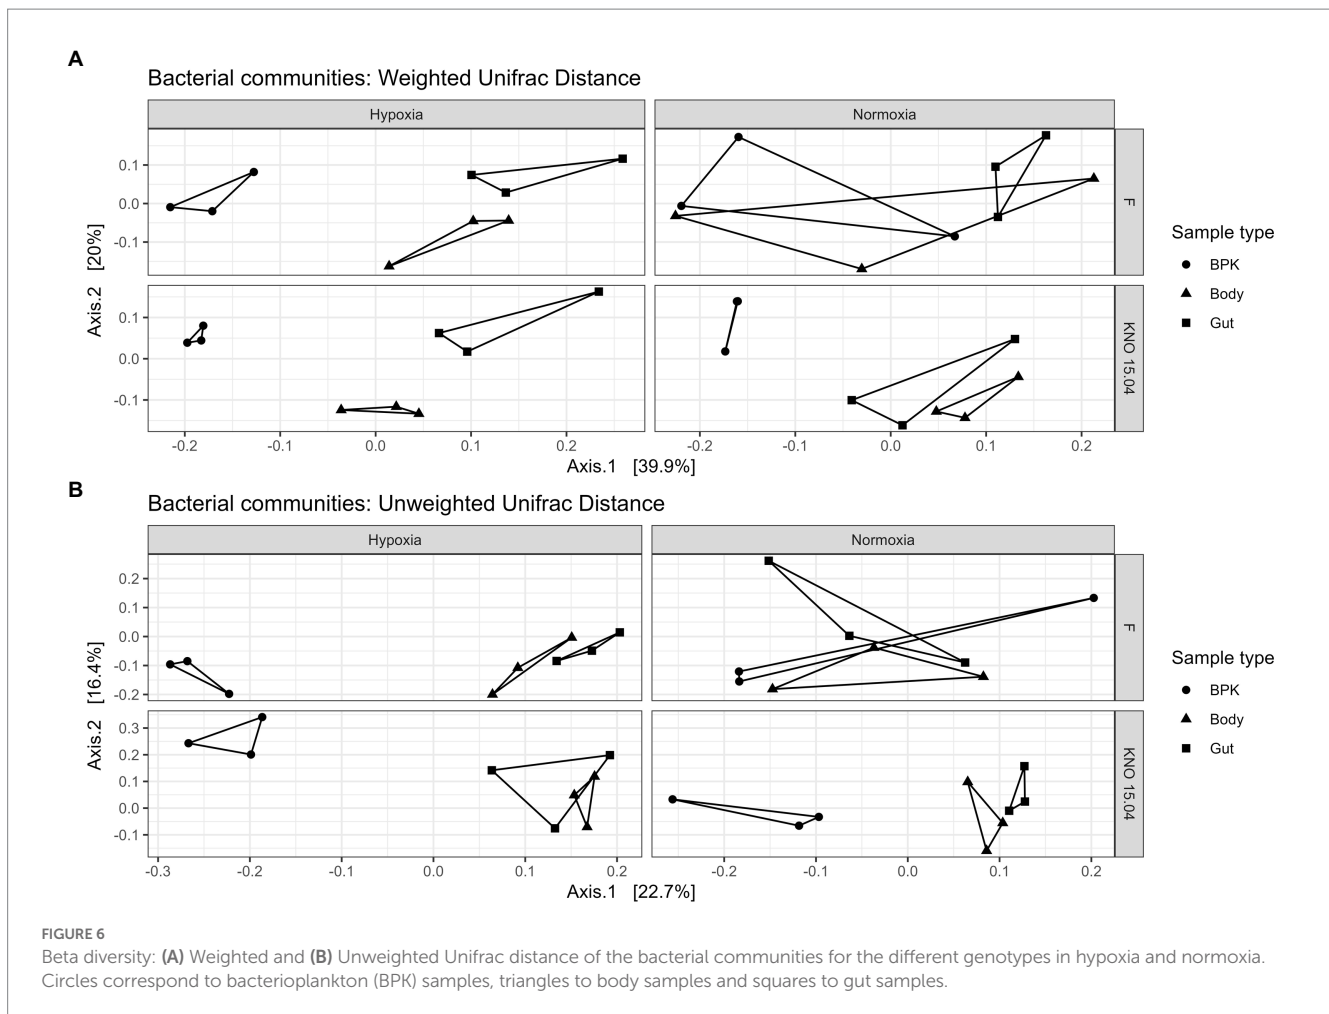 A
Bacterial communities: Weighted Unifrac Distance
Hypoxia
Normoxia
0.1
0.0
-0.1
F
0.1
0.0
-0.1
KNO 15.04
Axis.2 [20%]
-0.2 -0.1 0.0 0.1 0.2
-0.2 -0.1 0.0 0.1 0.2
Axis.1 [39.9%]
Sample type
BPK
Body
Gut
B
Bacterial communities: Unweighted Unifrac Distance
Hypoxia
Normoxia
0.2
0.1
0.0
-0.1
-0.2
F
0.3
0.2
0.1
0.0
-0.1
KNO 15.04
Axis.2 [16.4%]
-0.3 -0.2 -0.1 0.0 0.1 0.2
-0.2 -0.1 0.0 0.1 0.2
Axis.1 [22.7%]
Sample type
BPK
Body
Gut
FIGURE 6
Beta diversity: (A) Weighted and (B) Unweighted Unifrac distance of the bacterial communities for the different genotypes in hypoxia and normoxia.
Circles correspond to bacterioplankton (BPK) samples, triangles to body samples and squares to gut samples.